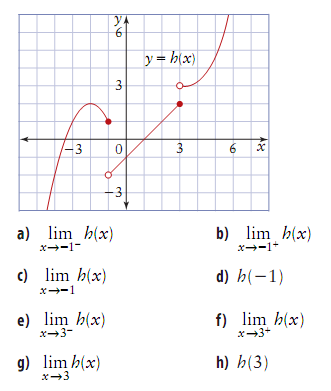 y
6
y = h(x)
3
-3 0 3 6 x
-3
a) lim h(x)
x→-1⁻
b) lim h(x)
x→-1⁺
c) lim h(x)
x→-1
d) h(-1)
e) lim h(x)
x→3⁻
f) lim h(x)
x→3⁺
g) lim h(x)
x→3
h) h(3)